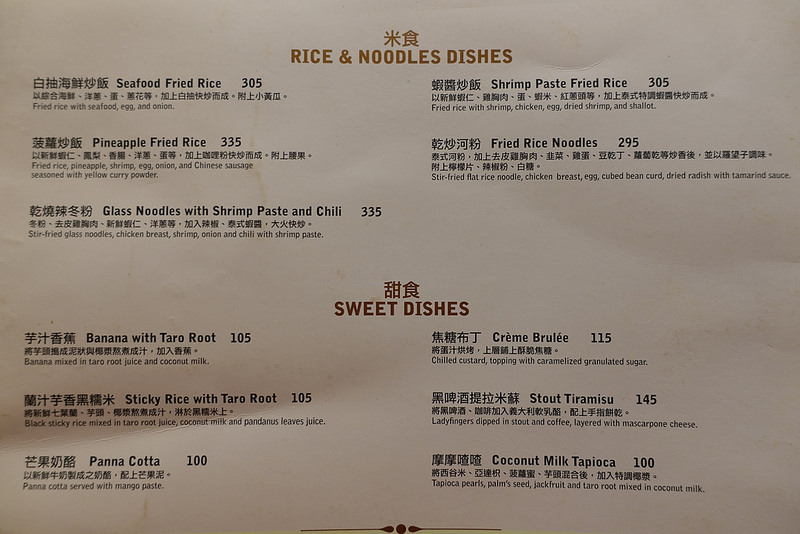 米食
RICE & NOODLES DISHES
白抽海鮮炒飯 Seafood Fried Rice 305
以綜合海鮮、洋蔥、蛋、蔥花等，加上白抽快炒而成。附上小黃瓜。
Fried rice with seafood, egg, and onion.
菠蘿炒飯 Pineapple Fried Rice 335
以新鮮蝦仁、鳳梨、香腸、洋蔥、蛋等，加上咖哩粉快炒而成。附上腰果。
Fried rice, pineapple, shrimp, egg, onion, and Chinese sausage
seasoned with yellow curry powder.
乾燒辣冬粉 Glass Noodles with Shrimp Paste and Chili 335
冬粉、去皮雞胸肉、新鮮蝦仁、洋蔥等，加入辣椒、泰式蝦醬，大火快炒。
Stir-fried glass noodles, chicken breast, shrimp, onion and chili with shrimp paste.
蝦醬炒飯 Shrimp Paste Fried Rice 305
以新鮮蝦仁、雞胸肉、蛋、蝦米、紅蔥頭等，加上泰式特調蝦醬快炒而成。
Fried rice with shrimp, chicken, egg, dried shrimp, and shallot.
乾炒河粉 Fried Rice Noodles 295
泰式河粉，加上去皮雞胸肉、韭菜、雞蛋、豆乾丁、蘿蔔乾等炒香後，並以羅望子調味。
附上檸檬片、辣椒粉、白糖。
Stir-fried flat rice noodle, chicken breast, egg, cubed bean curd, dried radish with tamarind sauce.
甜食
SWEET DISHES
芋汁香蕉 Banana with Taro Root 105
將芋頭搗成泥狀與椰漿熬煮成汁，加入香蕉。
Banana mixed in taro root juice and coconut milk.
蘭汁芋香黑糯米 Sticky Rice with Taro Root 105
將新鮮七葉蘭、芋頭、椰漿熬煮成汁，淋於黑糯米上。
Black sticky rice mixed in taro root juice, coconut milk and pandanus leaves juice.
芒果奶酪 Panna Cotta 100
以新鮮牛奶製成之奶酪，配上芒果泥。
Panna cotta served with mango paste.
焦糖布丁 Crème Brulée 115
將蛋汁烘烤，上層鋪上酥脆焦糖。
Chilled custard, topping with caramelized granulated sugar.
黑啤酒提拉米蘇 Stout Tiramisu 145
將黑啤酒、咖啡加入義大利軟乳酪，配上手指餅乾。
Ladyfingers dipped in stout and coffee, layered with mascarpone cheese.
摩摩喳喳 Coconut Milk Tapioca 100
將西谷米、亞達枳、菠蘿蜜、芋頭混合後，加入特調椰漿。
Tapioca pearls, palm's seed, jackfruit and taro root mixed in coconut milk.